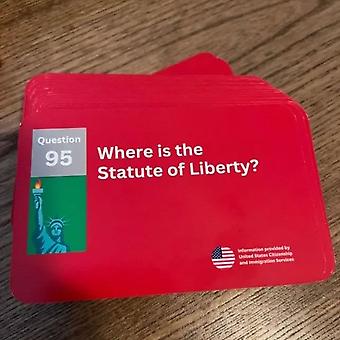 Question
95
Where is the
Statute of Liberty?
Information provided by
United States Citizenship
and Immigration Services